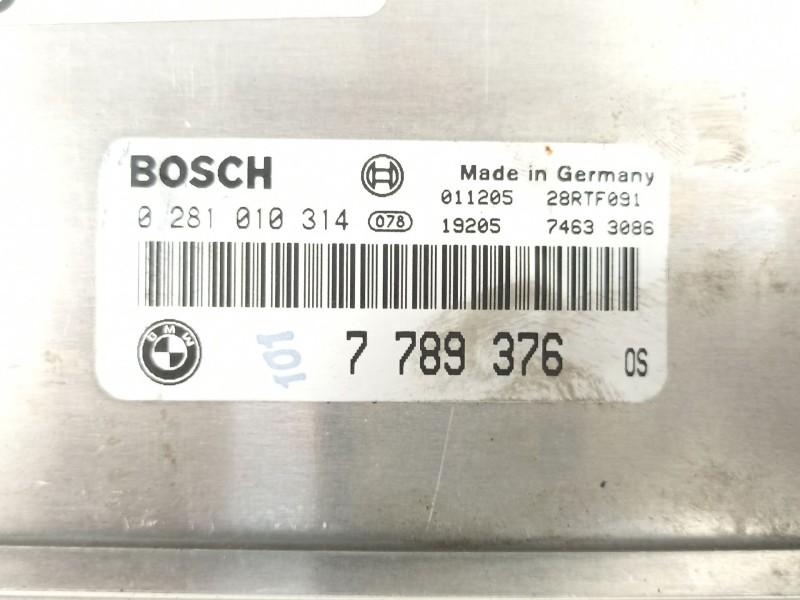 BOSCH
Made in Germany
011205 28RTF091
0 281 010 314 078 19205 7463 3086
BMW
101 7 789 376 OS